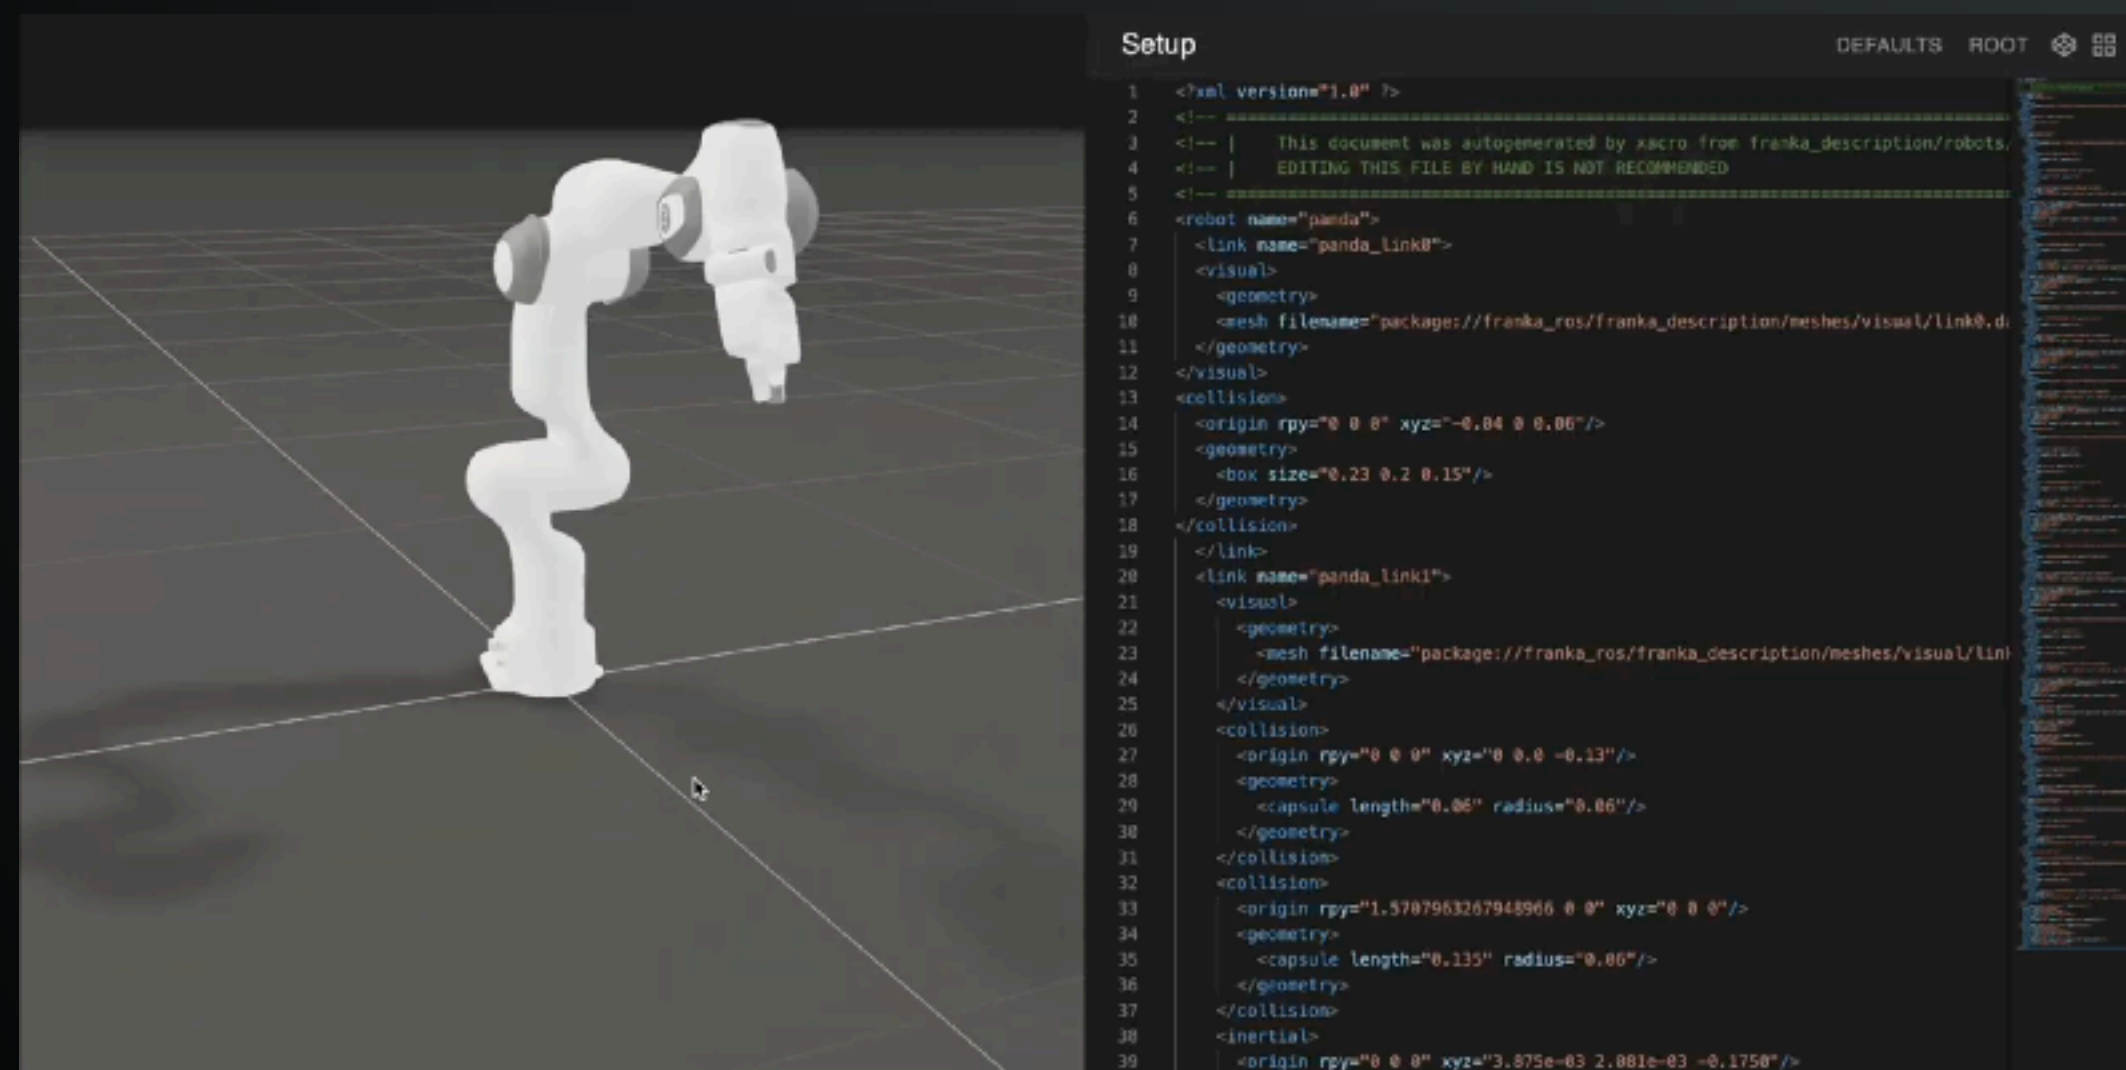 Setup
DEFAULTS ROOT
1 <?xml version="1.0" ?>
2 <!-- =====================================================================================
3 <!-- |    This document was autogenerated by xacro from franka_description/robots/
4 <!-- |    EDITING THIS FILE BY HAND IS NOT RECOMMENDED
5 <!-- =====================================================================================
6 <robot name="panda">
7 <link name="panda_link0">
8 <visual>
9 <geometry>
10 <mesh filename="package://franka_ros/franka_description/meshes/visual/link0.da
11 </geometry>
12 </visual>
13 <collision>
14 <origin rpy="0 0 0" xyz="-0.04 0 0.06"/>
15 <geometry>
16 <box size="0.23 0.2 0.15"/>
17 </geometry>
18 </collision>
19 </link>
20 <link name="panda_link1">
21 <visual>
22 <geometry>
23 <mesh filename="package://franka_ros/franka_description/meshes/visual/link
24 </geometry>
25 </visual>
26 <collision>
27 <origin rpy="0 0 0" xyz="0 0.0 -0.13"/>
28 <geometry>
29 <capsule length="0.06" radius="0.06"/>
30 </geometry>
31 </collision>
32 <collision>
33 <origin rpy="1.5707963267948966 0 0" xyz="0 0 0"/>
34 <geometry>
35 <capsule length="0.135" radius="0.06"/>
36 </geometry>
37 </collision>
38 <inertial>
39 <origin rpy="0 0 0" xyz="3.875e-03 2.081e-03 -0.1750"/>